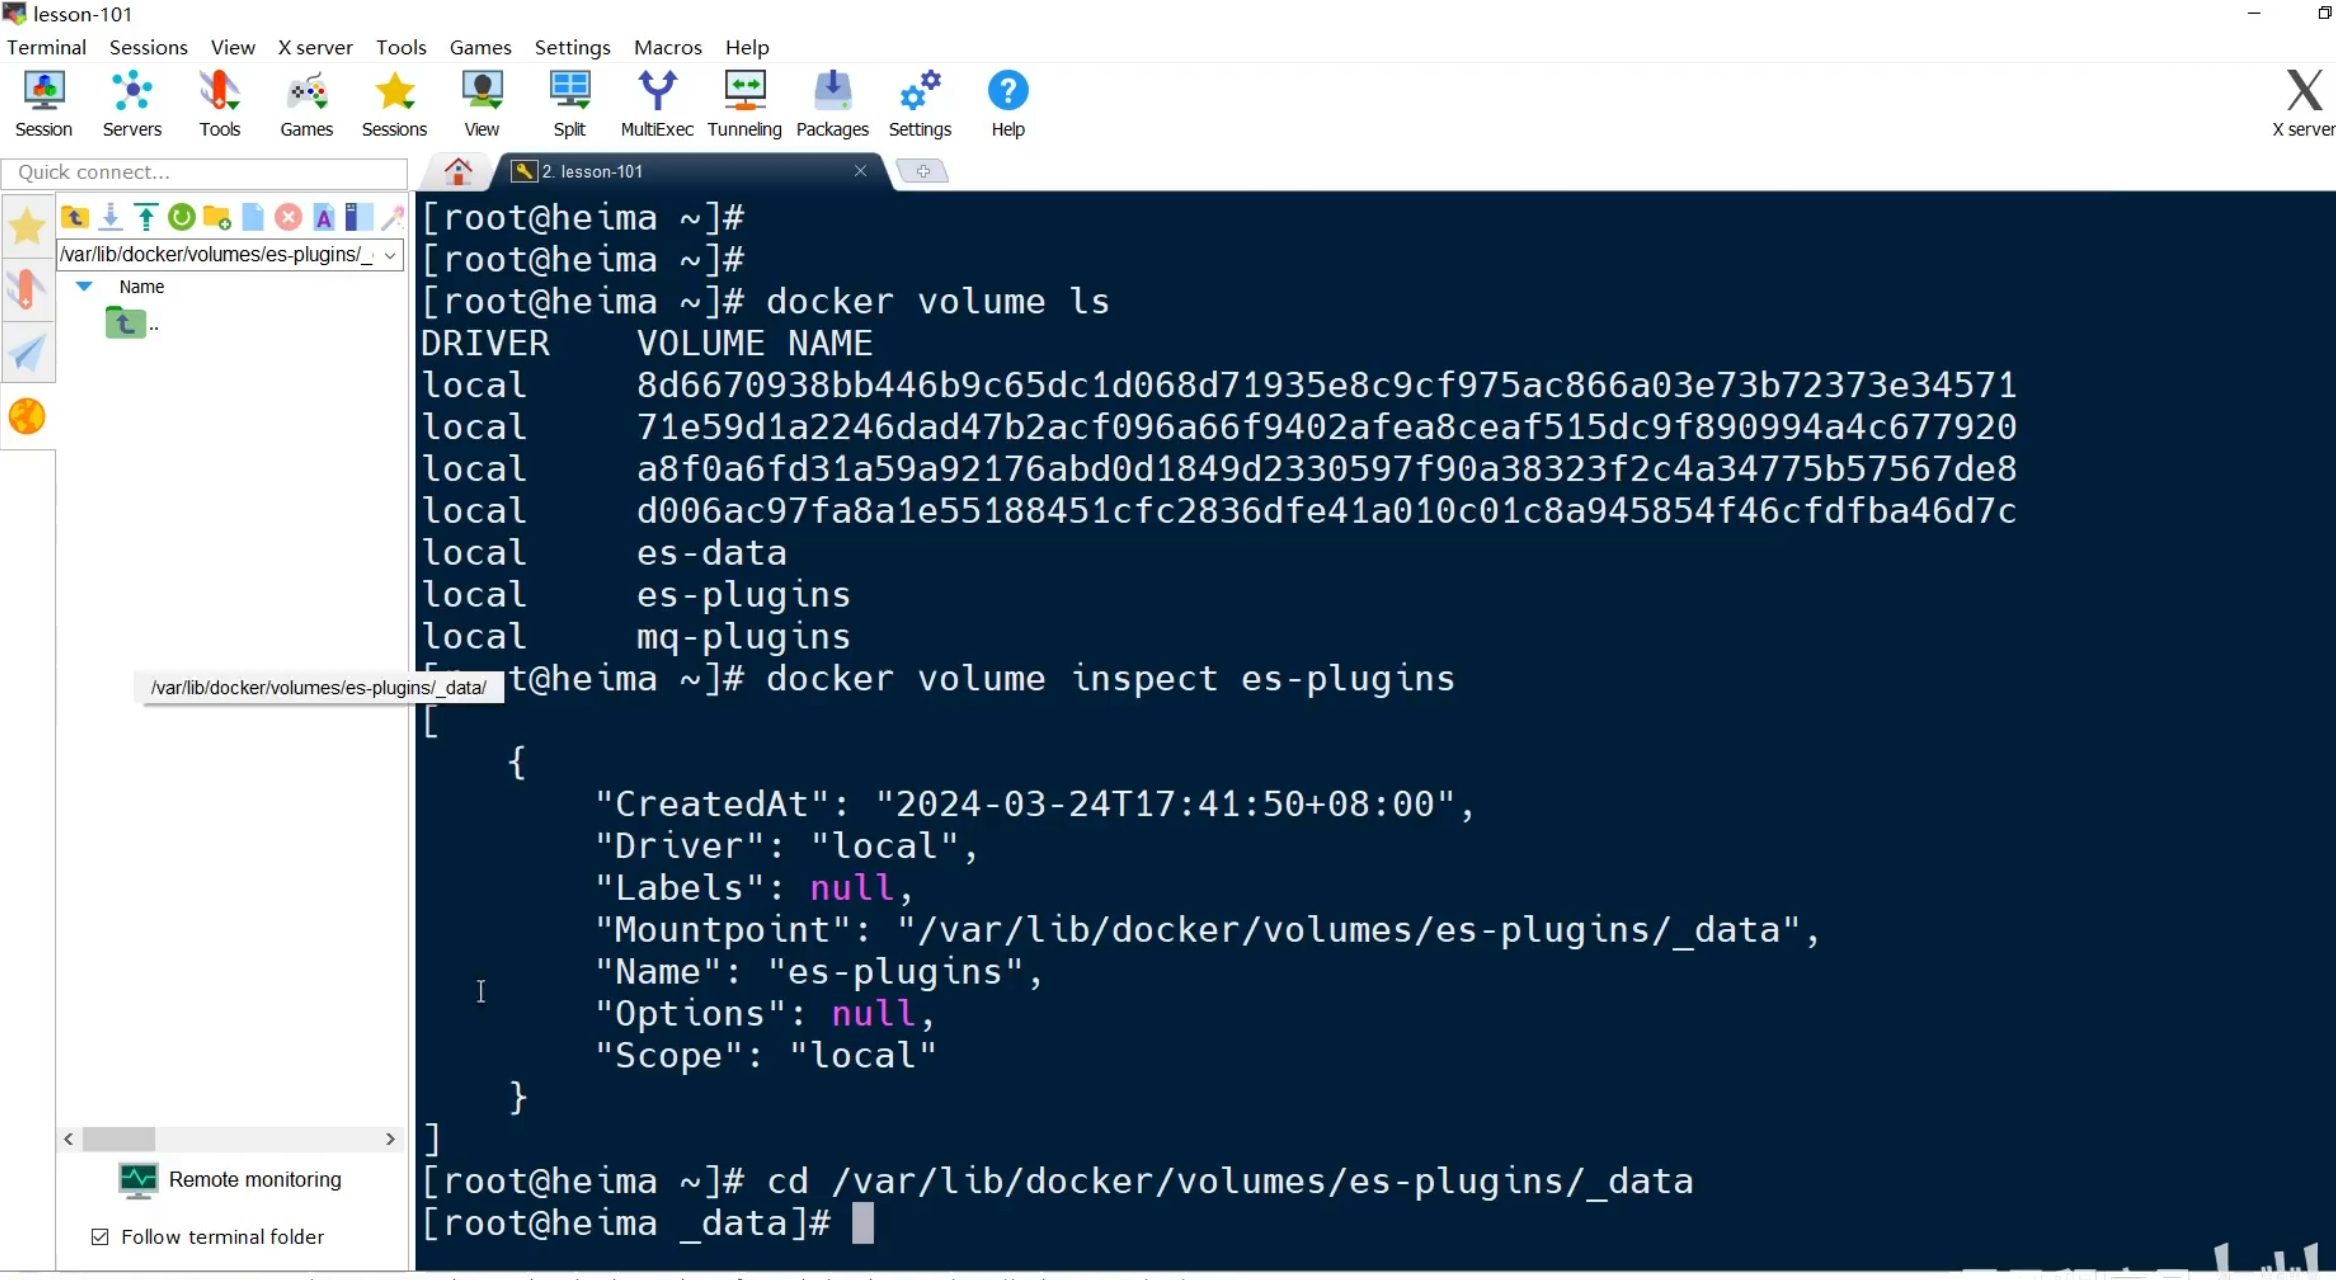 lesson-101
Terminal Sessions View X server Tools Games Settings Macros Help
Session Servers Tools Games Sessions View Split MultiExec Tunneling Packages Settings Help X server
Quick connect...
2. lesson-101
/var/lib/docker/volumes/es-plugins/_
Name
..
/var/lib/docker/volumes/es-plugins/_data/
Remote monitoring
Follow terminal folder
[root@heima ~]#
[root@heima ~]#
[root@heima ~]# docker volume ls
DRIVER    VOLUME NAME
local     8d6670938bb446b9c65dc1d068d71935e8c9cf975ac866a03e73b72373e34571
local     71e59d1a2246dad47b2acf096a66f9402afea8ceaf515dc9f890994a4c677920
local     a8f0a6fd31a59a92176abd0d1849d2330597f90a38323f2c4a34775b57567de8
local     d006ac97fa8a1e55188451cfc2836dfe41a010c01c8a945854f46cfdfba46d7c
local     es-data
local     es-plugins
local     mq-plugins
t@heima ~]# docker volume inspect es-plugins
[
    {
        "CreatedAt": "2024-03-24T17:41:50+08:00",
        "Driver": "local",
        "Labels": null,
        "Mountpoint": "/var/lib/docker/volumes/es-plugins/_data",
        "Name": "es-plugins",
        "Options": null,
        "Scope": "local"
    }
]
[root@heima ~]# cd /var/lib/docker/volumes/es-plugins/_data
[root@heima _data]#